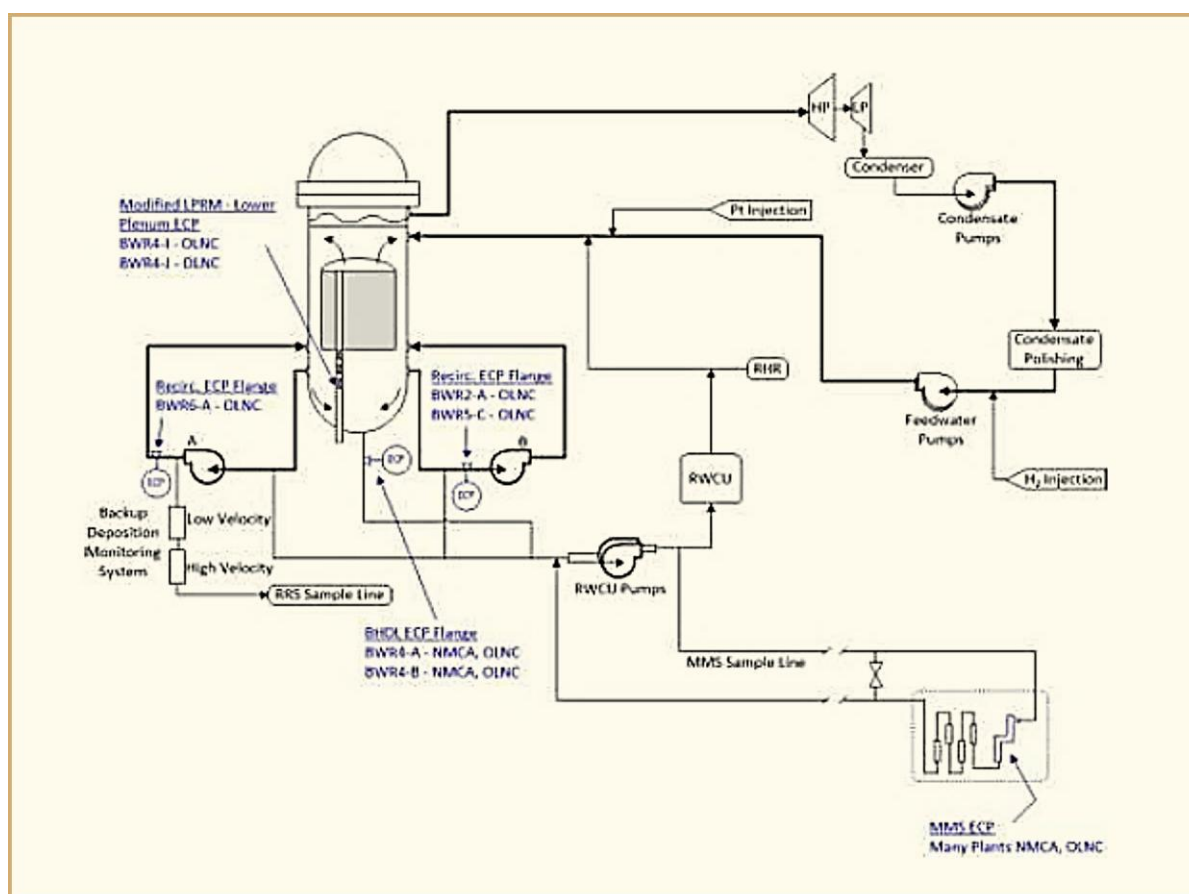 HP
LP
Condenser
Condensate
Pumps
Pt Injection
Modified LPRM - Lower
Plenum ECP
BWR4-I - OLNC
BWR4-J - OLNC
Condensate
Polishing
RHR
Feedwater
Pumps
H₂ Injection
Recirc. ECP Flange
BWR6-A - OLNC
Recirc. ECP Flange
BWR2-A - OLNC
BWR5-C - OLNC
A
B
ECP
ECP
ECP
RWCU
Backup
Deposition
Monitoring
System
Low Velocity
High Velocity
RRS Sample Line
RWCU Pumps
BHDL ECP Flange
BWR4-A - NMCA, OLNC
BWR4-B - NMCA, OLNC
MMS Sample Line
MMS ECP
Many Plants NMCA, OLNC